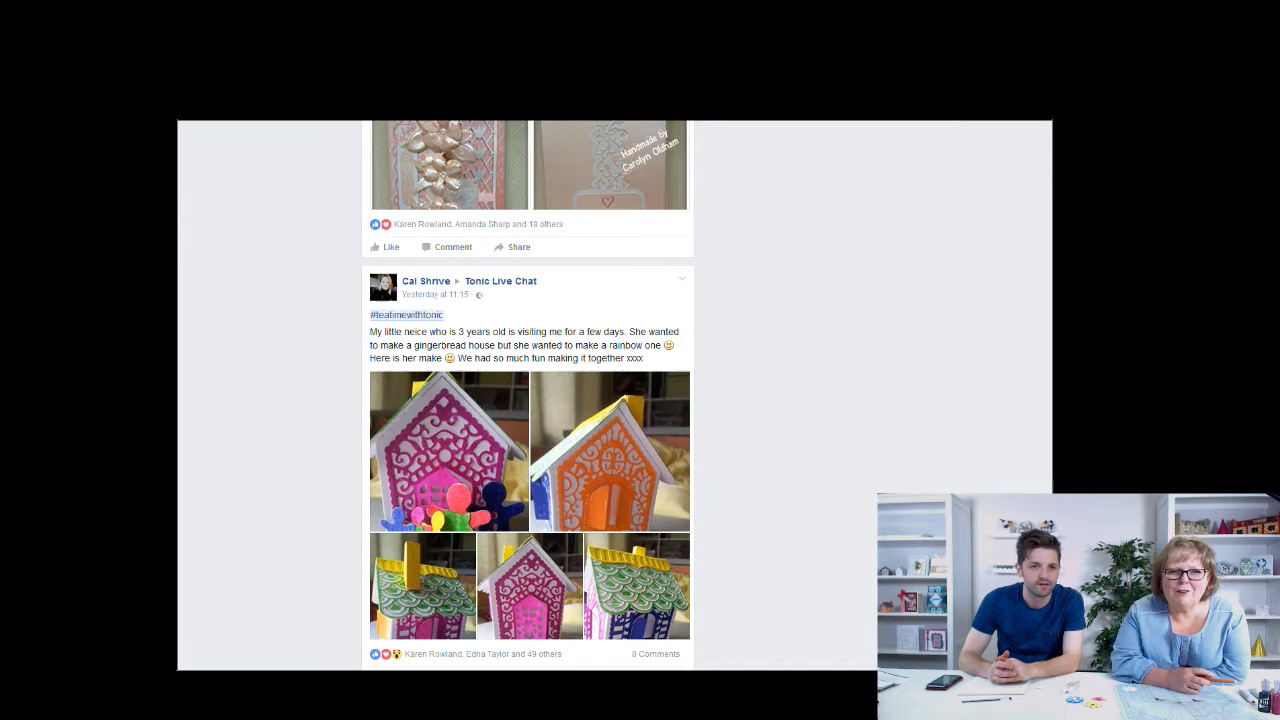 Handmade by
Carolyn Oldham
Karen Rowland, Amanda Sharp and 18 others
Like Comment Share
Cal Shrive Tonic Live Chat
Yesterday at 11:15 ·
#teatimewithtonic
My little neice who is 3 years old is visiting me for a few days. She wanted
to make a gingerbread house but she wanted to make a rainbow one
Here is her make We had so much fun making it together xxxx
Karen Rowland, Edna Taylor and 49 others 8 Comments